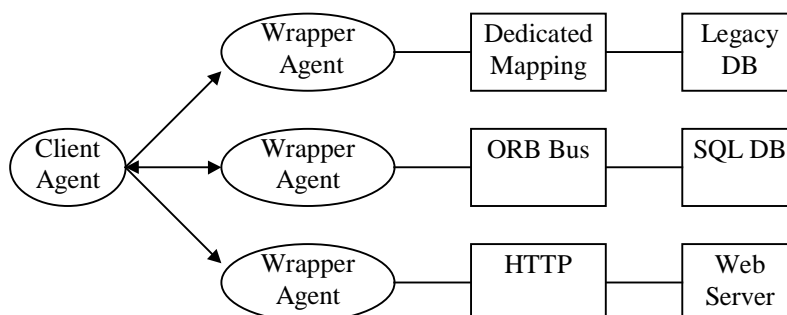 Wrapper
Agent
Dedicated
Mapping
Legacy
DB
Client
Agent
Wrapper
Agent
ORB Bus
SQL DB
Wrapper
Agent
HTTP
Web
Server